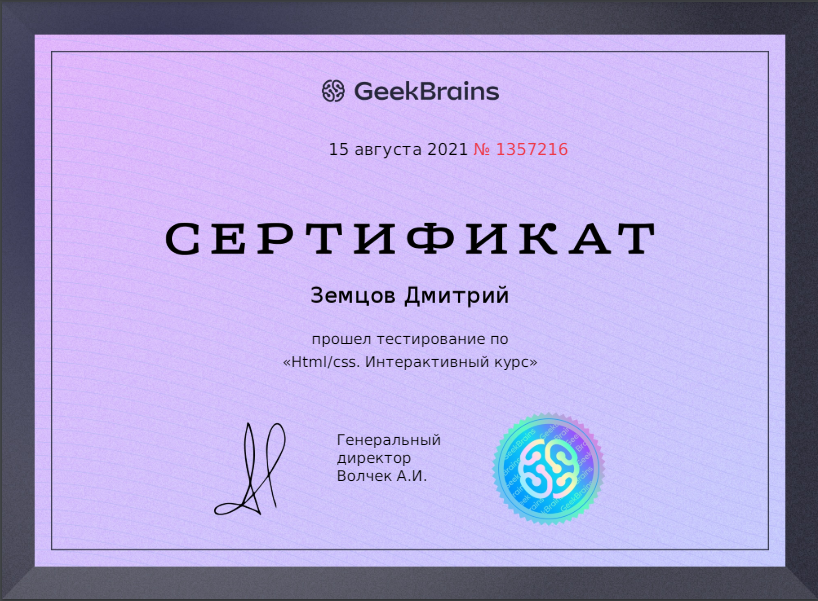 GeekBrains
15 августа 2021 № 1357216
СЕРТИФИКАТ
Земцов Дмитрий
прошел тестирование по
«Html/css. Интерактивный курс»
Генеральный
директор
Волчек А.И.